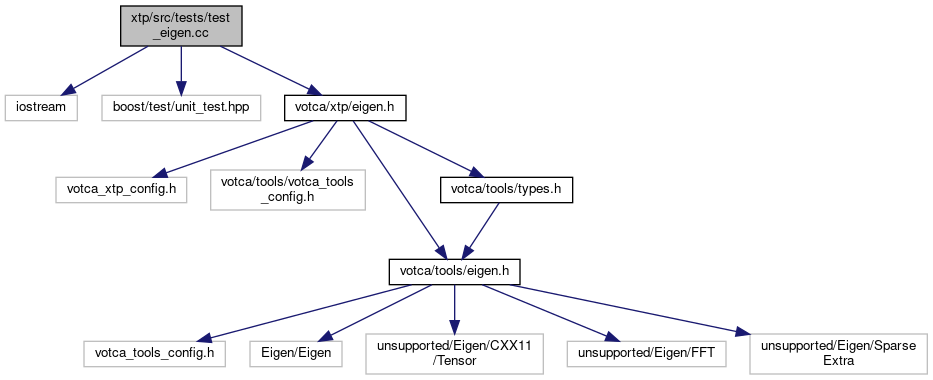 xtp/src/tests/test
_eigen.cc
iostream
boost/test/unit_test.hpp
votca/xtp/eigen.h
votca_xtp_config.h
votca/tools/votca_tools
_config.h
votca/tools/types.h
votca/tools/eigen.h
votca_tools_config.h
Eigen/Eigen
unsupported/Eigen/CXX11
/Tensor
unsupported/Eigen/FFT
unsupported/Eigen/Sparse
Extra